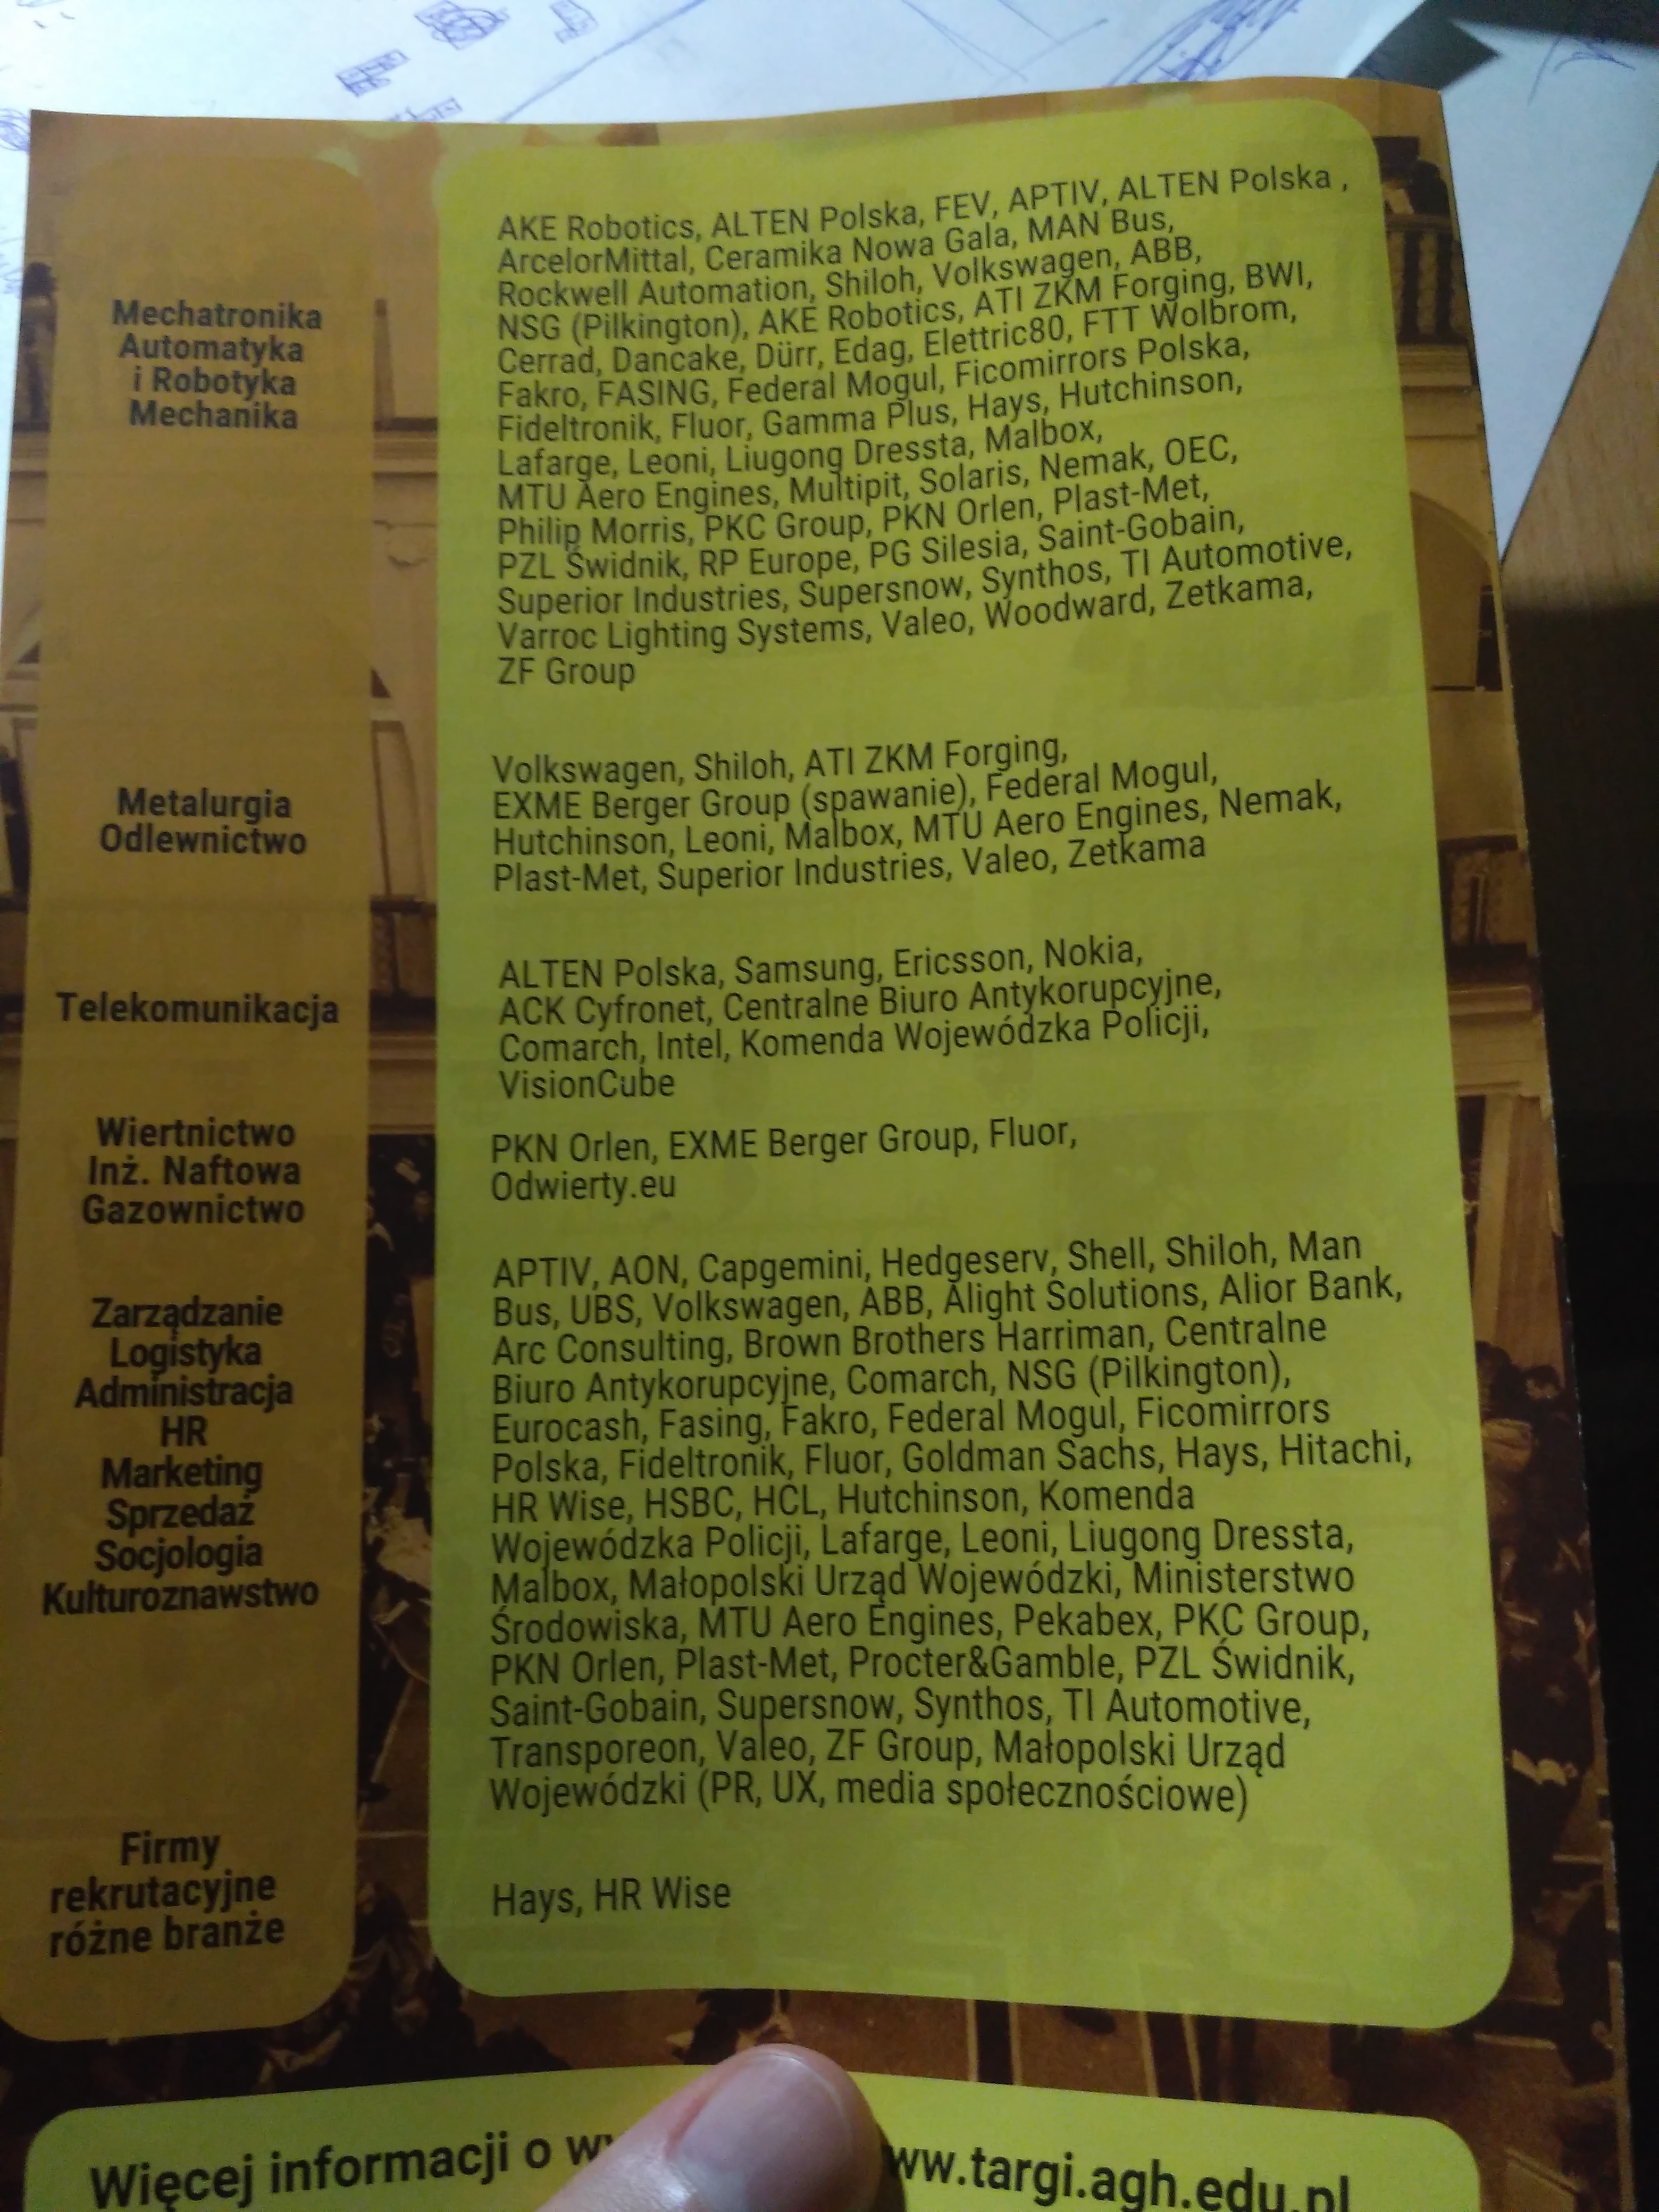 Mechatronika
Automatyka
i Robotyka
Mechanika
AKE Robotics, ALTEN Polska, FEV, APTIV, ALTEN Polska ,
ArcelorMittal, Ceramika Nowa Gala, MAN Bus,
Rockwell Automation, Shiloh, Volkswagen, ABB,
NSG (Pilkington), AKE Robotics, ATI ZKM Forging, BWI,
Cerrad, Dancake, Dürr, Edag, Elettric80, FTT Wolbrom,
Fakro, FASING, Federal Mogul, Ficomirrors Polska,
Fideltronik, Fluor, Gamma Plus, Hays, Hutchinson,
Lafarge, Leoni, Liugong Dressta, Malbox,
MTU Aero Engines, Multipit, Solaris, Nemak, OEC,
Philip Morris, PKC Group, PKN Orlen, Plast-Met,
PZL Świdnik, RP Europe, PG Silesia, Saint-Gobain,
Superior Industries, Supersnow, Synthos, TI Automotive,
Varroc Lighting Systems, Valeo, Woodward, Zetkama,
ZF Group
Metalurgia
Odlewnictwo
Volkswagen, Shiloh, ATI ZKM Forging,
EXME Berger Group (spawanie), Federal Mogul,
Hutchinson, Leoni, Malbox, MTU Aero Engines, Nemak,
Plast-Met, Superior Industries, Valeo, Zetkama
Telekomunikacja
ALTEN Polska, Samsung, Ericsson, Nokia,
ACK Cyfronet, Centralne Biuro Antykorupcyjne,
Comarch, Intel, Komenda Wojewódzka Policji,
VisionCube
Wiertnictwo
Inż. Naftowa
Gazownictwo
PKN Orlen, EXME Berger Group, Fluor,
Odwierty.eu
Zarządzanie
Logistyka
Administracja
HR
Marketing
Sprzedaż
Socjologia
Kulturoznawstwo
APTIV, AON, Capgemini, Hedgeserv, Shell, Shiloh, Man
Bus, UBS, Volkswagen, ABB, Alight Solutions, Alior Bank,
Arc Consulting, Brown Brothers Harriman, Centralne
Biuro Antykorupcyjne, Comarch, NSG (Pilkington),
Eurocash, Fasing, Fakro, Federal Mogul, Ficomirrors
Polska, Fideltronik, Fluor, Goldman Sachs, Hays, Hitachi,
HR Wise, HSBC, HCL, Hutchinson, Komenda
Wojewódzka Policji, Lafarge, Leoni, Liugong Dressta,
Malbox, Małopolski Urząd Wojewódzki, Ministerstwo
Środowiska, MTU Aero Engines, Pekabex, PKC Group,
PKN Orlen, Plast-Met, Procter&Gamble, PZL Świdnik,
Saint-Gobain, Supersnow, Synthos, TI Automotive,
Transporeon, Valeo, ZF Group, Małopolski Urząd
Wojewódzki (PR, UX, media społecznościowe)
Firmy
rekrutacyjne
różne branże
Hays, HR Wise
Więcej informacji o ww.targi.agh.edu.pl